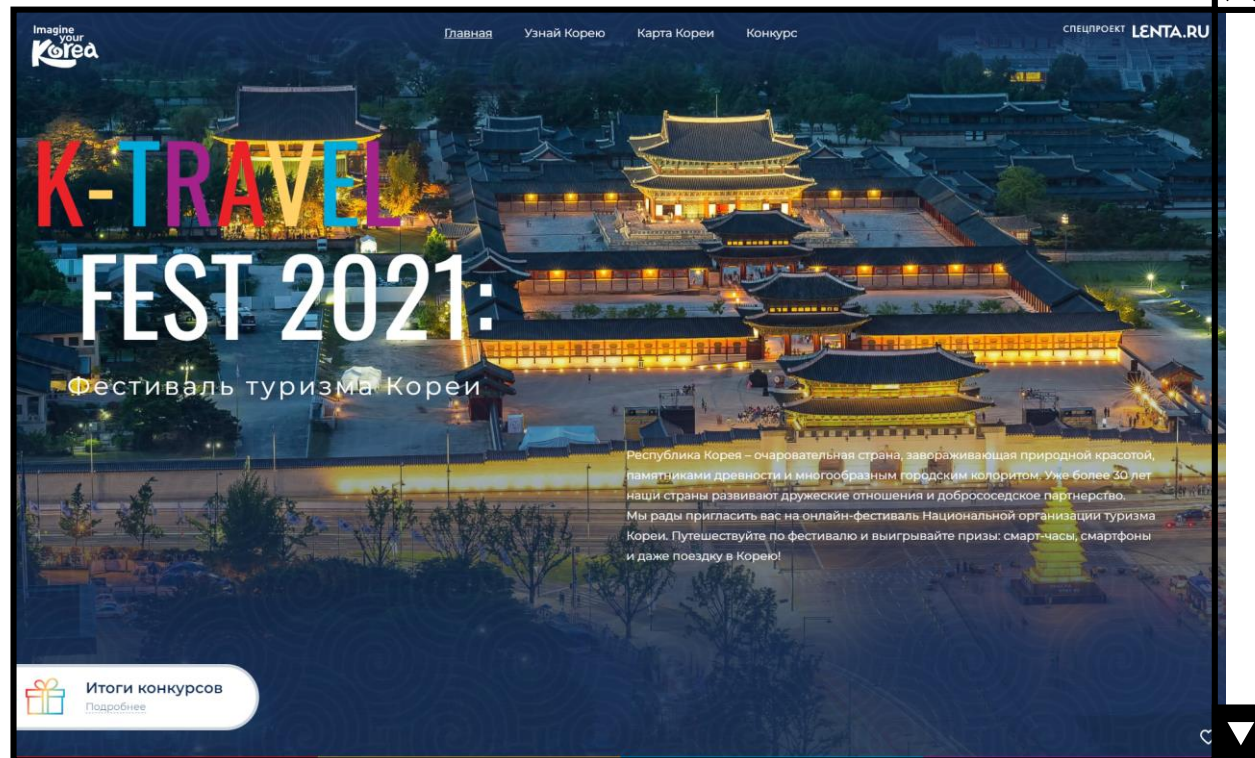 Imagine
your
Korea
Главная Узнай Корею Карта Кореи Конкурс
СПЕЦПРОЕКТ LENTA.RU
K-TRAVEL
FEST 2021:
Фестиваль туризма Кореи
Республика Корея – очаровательная страна, завораживающая природной красотой,
памятниками древности и многообразным городским колоритом. Уже более 30 лет
наши страны развивают дружеские отношения и добрососедское партнерство.
Мы рады пригласить вас на онлайн-фестиваль Национальной организации туризма
Кореи. Путешествуйте по фестивалю и выигрывайте призы: смарт-часы, смартфоны
и даже поездку в Корею!
Итоги конкурсов
Подробнее